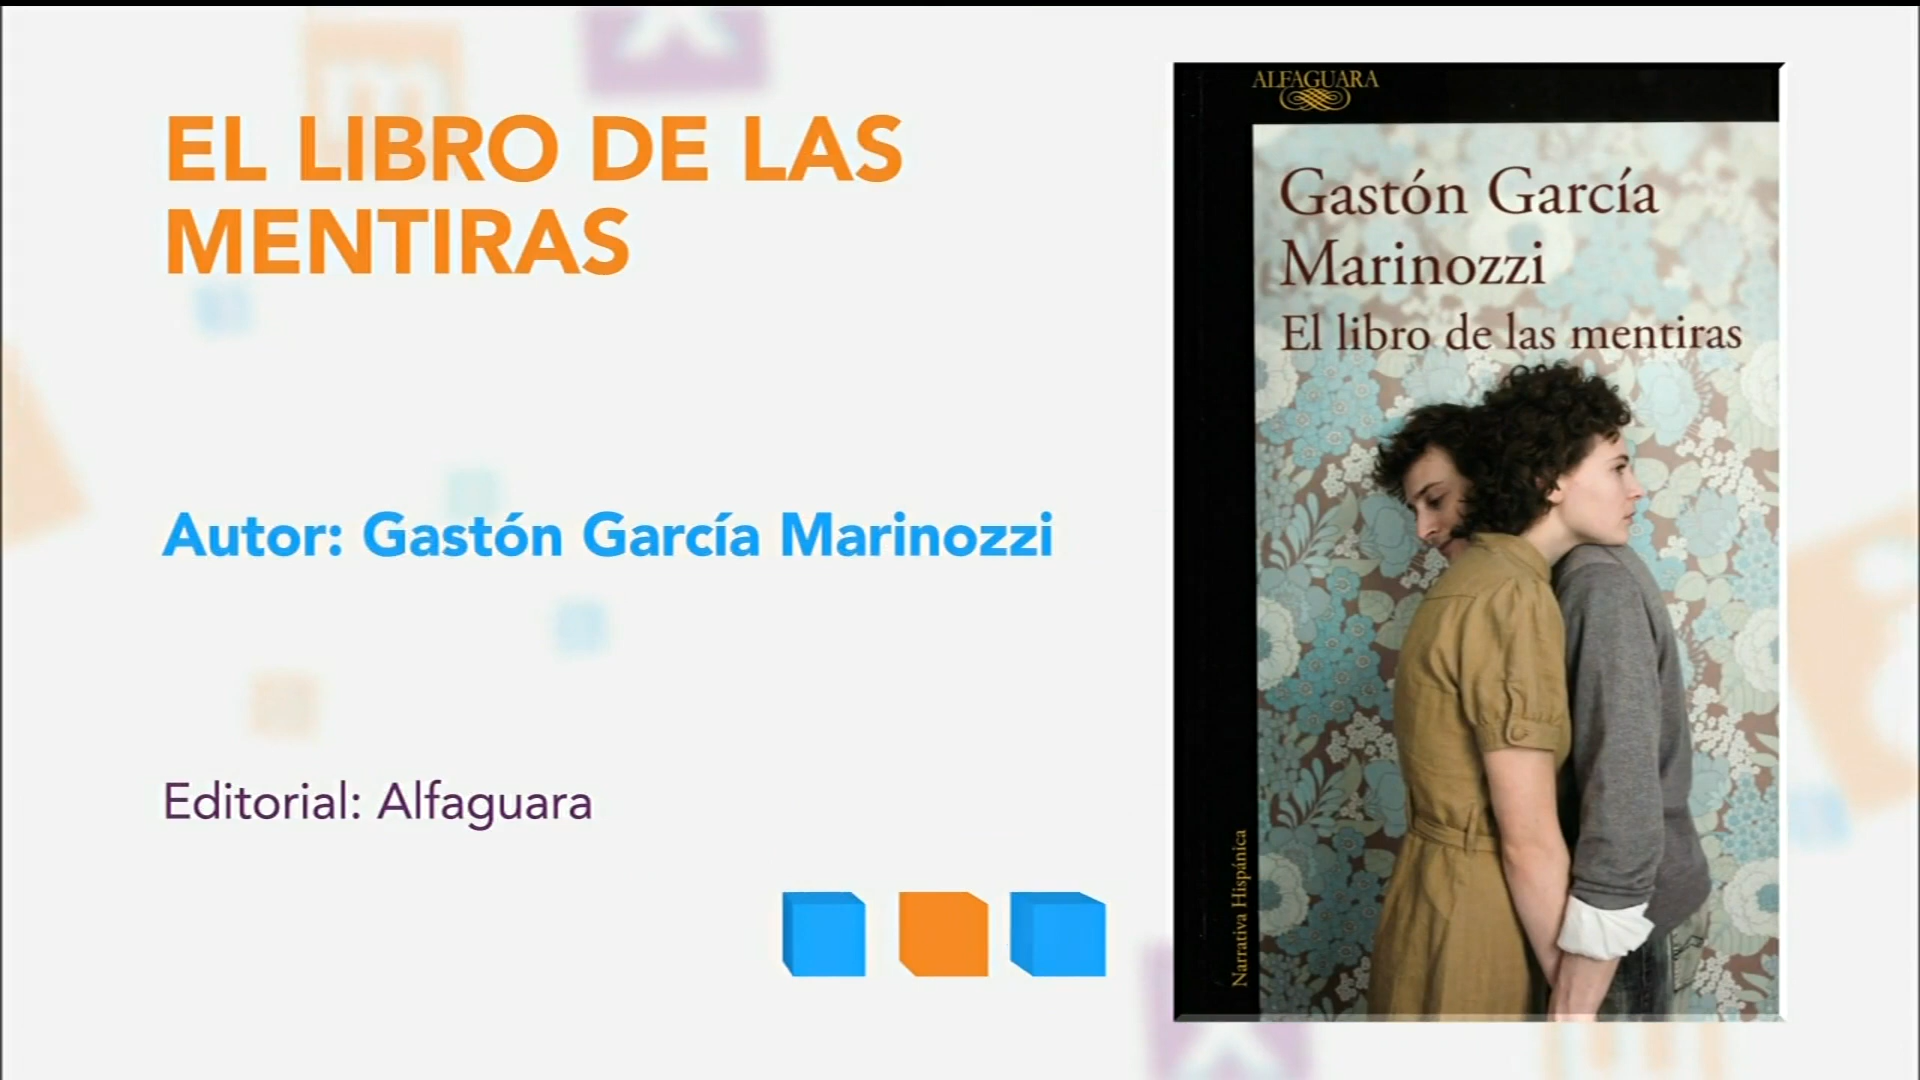 EL LIBRO DE LAS
MENTIRAS
Autor: Gastón García Marinozzi
Editorial: Alfaguara
ALFAGUARA
Gastón García
Marinozzi
El libro de las mentiras
Narrativa Hispánica